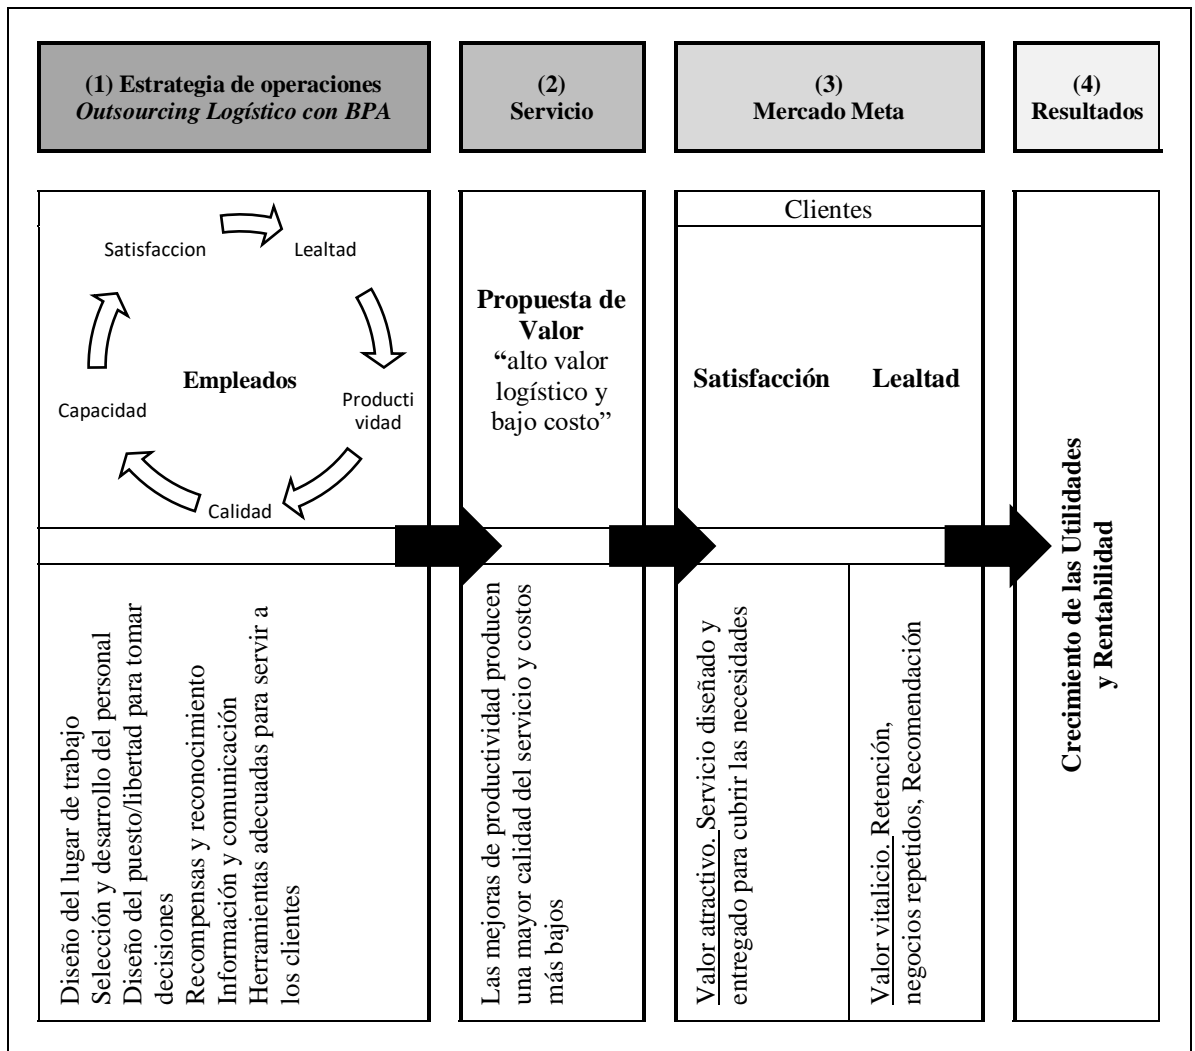 (1) Estrategia de operaciones
Outsourcing Logístico con BPA
(2)
Servicio
(3)
Mercado Meta
(4)
Resultados
Satisfaccion
Lealtad
Producti
vidad
Calidad
Capacidad
Empleados
Propuesta de
Valor
“alto valor
logístico y
bajo costo”
Clientes
Satisfacción
Lealtad
Diseño del lugar de trabajo
Selección y desarrollo del personal
Diseño del puesto/libertad para tomar
decisiones
Recompensas y reconocimiento
Información y comunicación
Herramientas adecuadas para servir a
los clientes
Las mejoras de productividad producen
una mayor calidad del servicio y costos
más bajos
Valor atractivo. Servicio diseñado y
entregado para cubrir las necesidades
Valor vitalicio. Retención,
negocios repetidos, Recomendación
Crecimiento de las Utilidades
y Rentabilidad